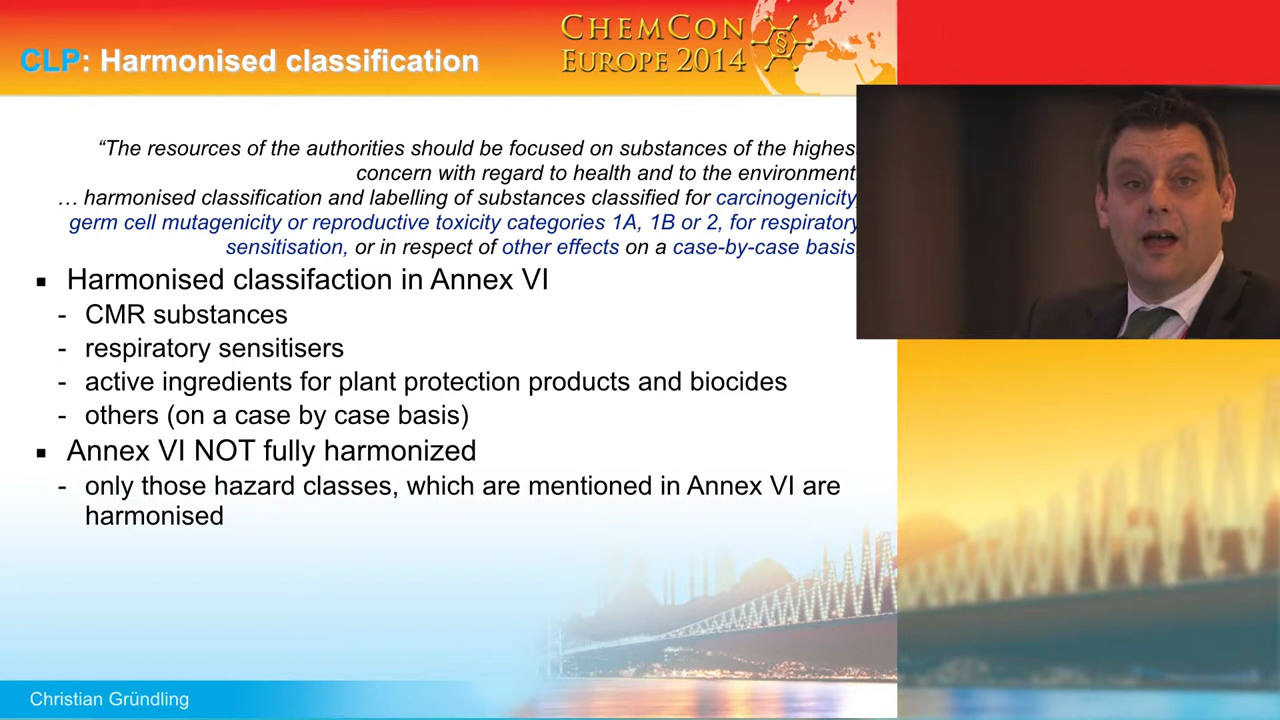 CLP: Harmonised classification
CHEMCON
EUROPE 2014
§
“The resources of the authorities should be focused on substances of the highes
concern with regard to health and to the environment
… harmonised classification and labelling of substances classified for carcinogenicity
germ cell mutagenicity or reproductive toxicity categories 1A, 1B or 2, for respiratory
sensitisation, or in respect of other effects on a case-by-case basis
▪ Harmonised classifaction in Annex VI
- CMR substances
- respiratory sensitisers
- active ingredients for plant protection products and biocides
- others (on a case by case basis)
▪ Annex VI NOT fully harmonized
- only those hazard classes, which are mentioned in Annex VI are
harmonised
Christian Gründling